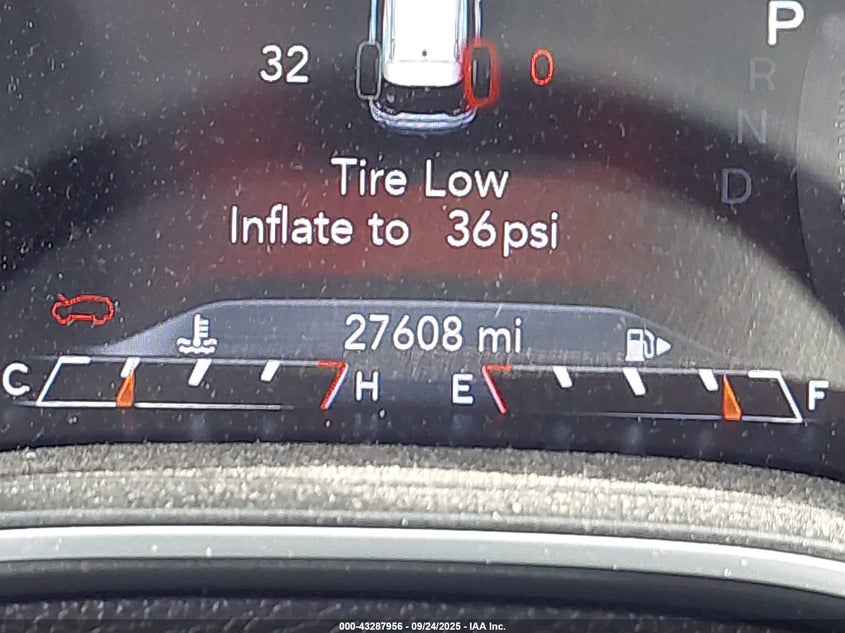 P
32 0
R
N
Tire Low
D
Inflate to 36psi
27608 mi
C H E F
000-43287956 - 09/24/2025 - IAA Inc.